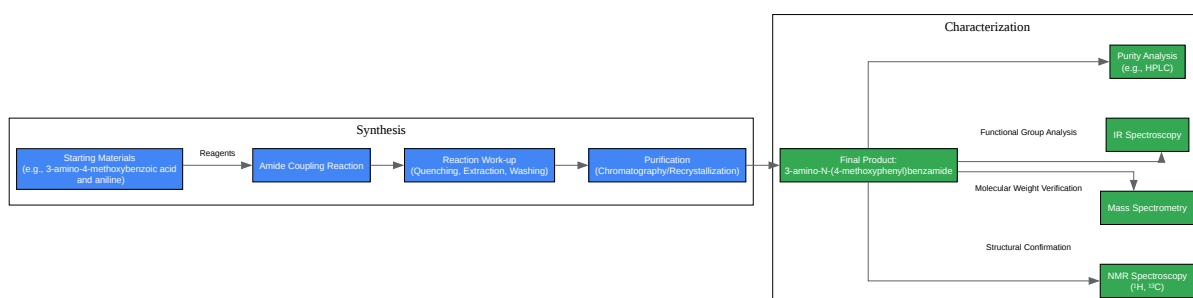 Characterization
Purity Analysis
(e.g., HPLC)
Synthesis
Starting Materials
(e.g., 3-amino-4-methoxybenzoic acid
and aniline)
Reagents
Amide Coupling Reaction
Reaction Work-up
(Quenching, Extraction, Washing)
Purification
(Chromatography/Recrystallization)
Final Product:
3-amino-N-(4-methoxyphenyl)benzamide
Functional Group Analysis
IR Spectroscopy
Molecular Weight Verification
Mass Spectrometry
Structural Confirmation
NMR Spectroscopy
(¹H, ¹³C)